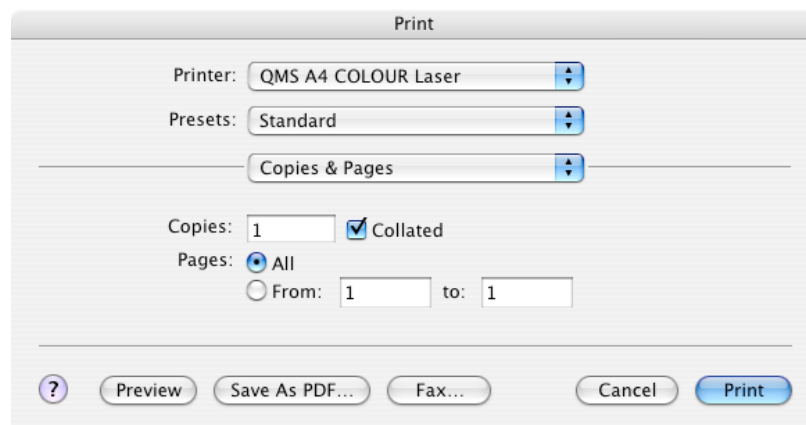 Print
Printer: QMS A4 COLOUR Laser
Presets: Standard
Copies & Pages
Copies: 1 Collated
Pages: All
From: 1 to: 1
? Preview Save As PDF... Fax... Cancel Print